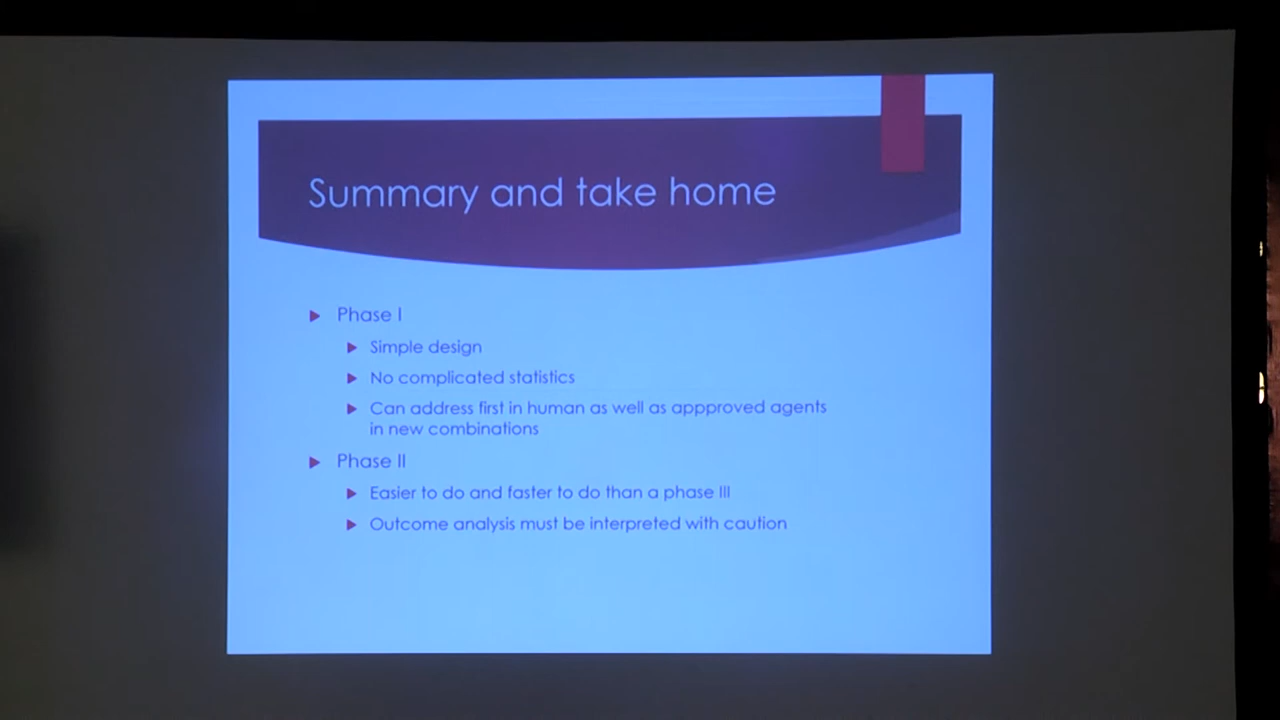 Summary and take home
Phase I
Simple design
No complicated statistics
Can address first in human as well as appproved agents
in new combinations
Phase II
Easier to do and faster to do than a phase III
Outcome analysis must be interpreted with caution